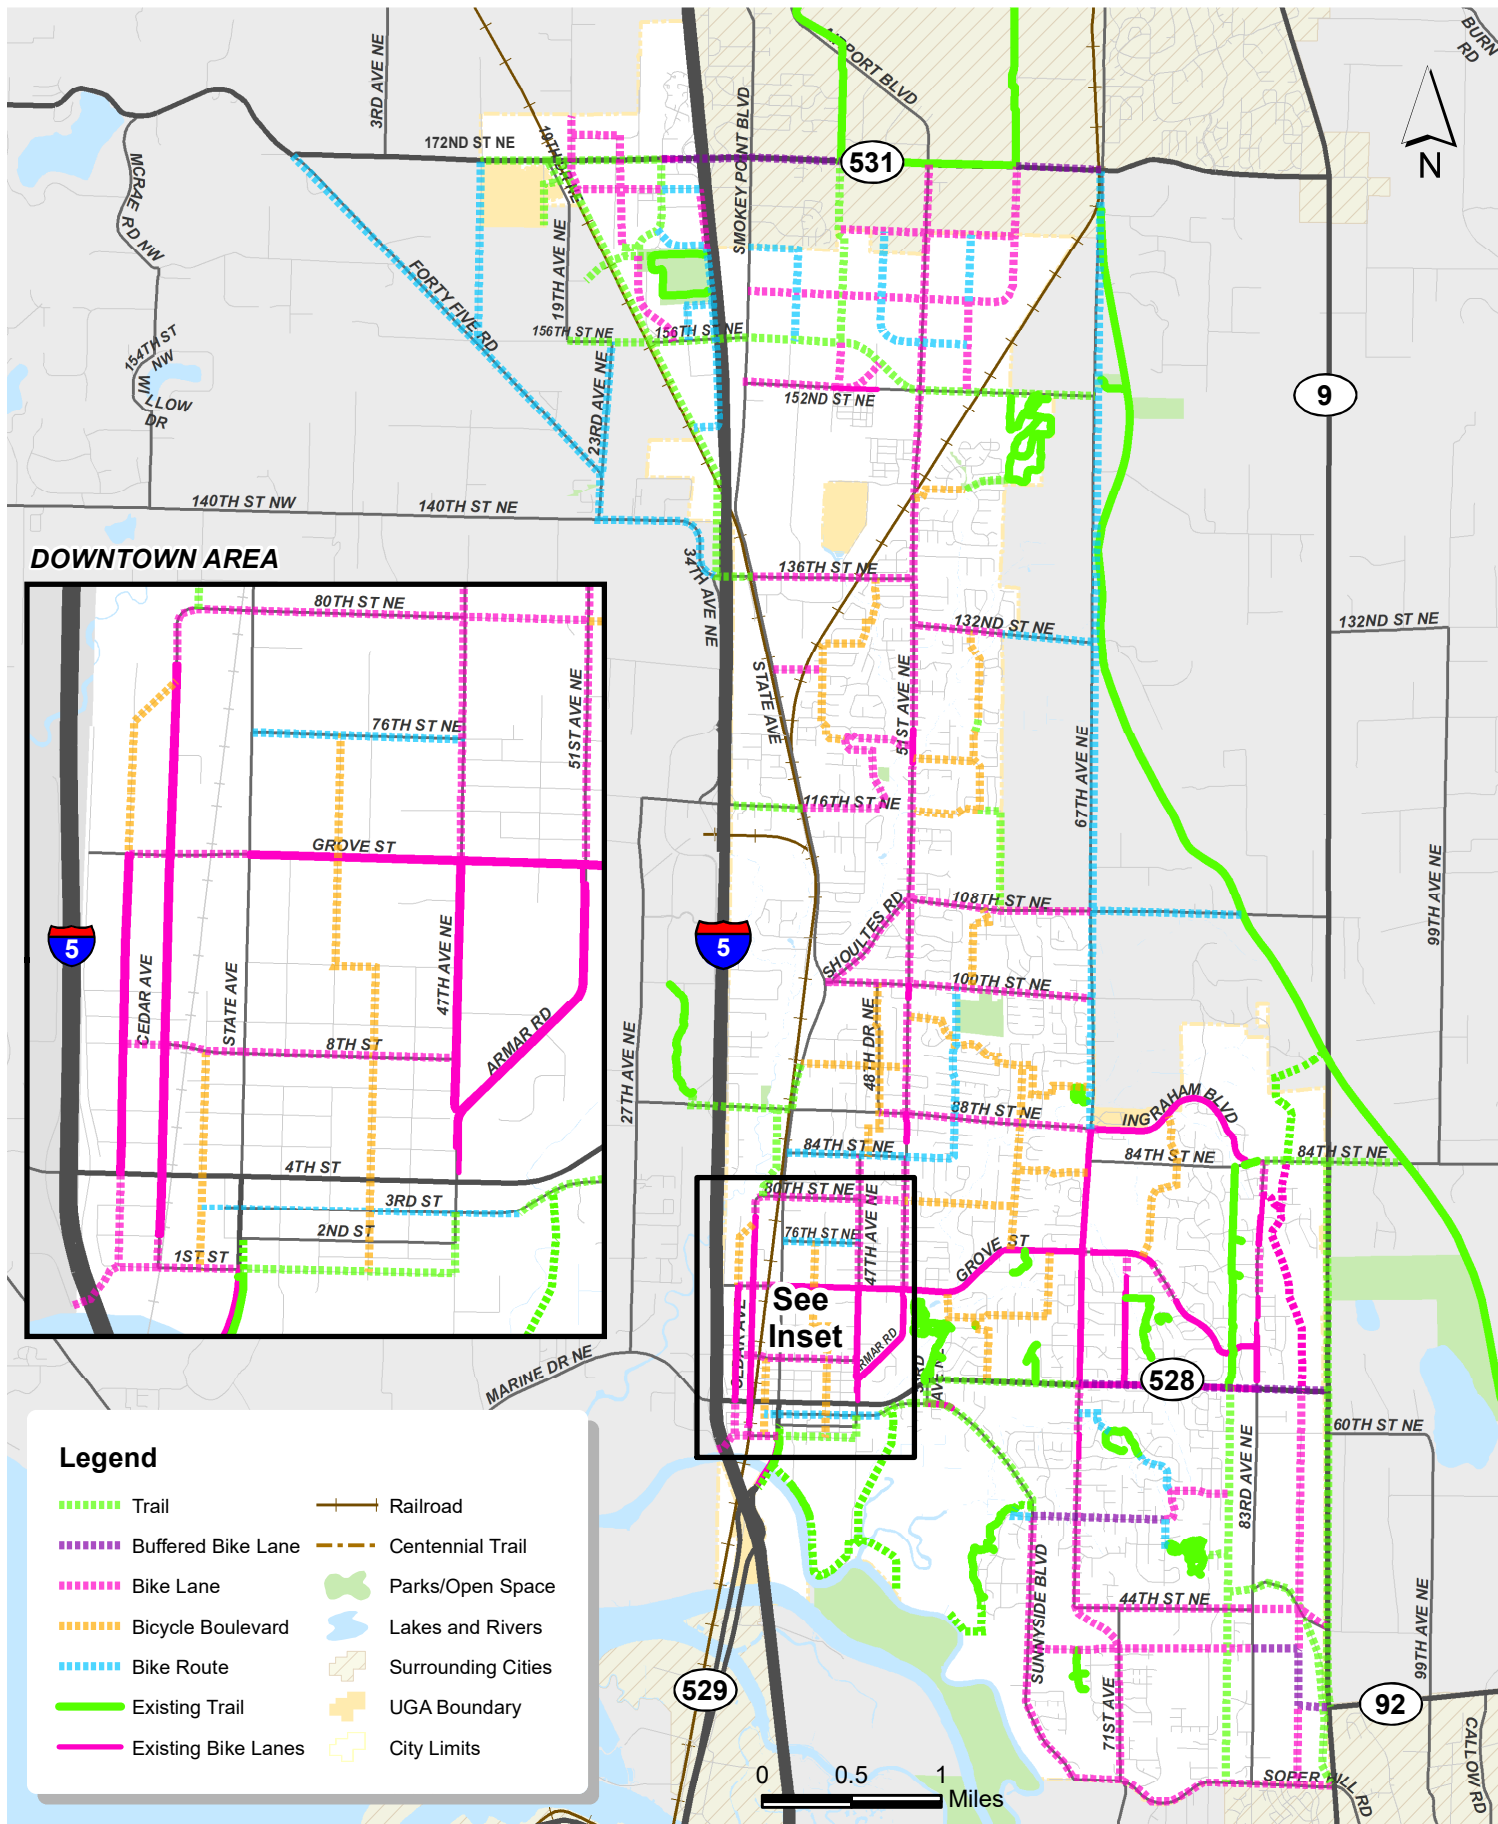 BURN
RD
3RD AVE NE
AIRPORT BLVD
SMOKEY POINT BLVD
172ND ST NE
19TH DR NE
531
N
MCRAE RD NW
19TH AVE NE
FORTY FIVE RD
156TH ST NE
156TH ST NE
154TH ST
NW
WILLOW
DR
23RD AVE NE
152ND ST NE
9
140TH ST NW
140TH ST NE
34TH AVE NE
136TH ST NE
132ND ST NE
132ND ST NE
STATE AVE
51ST AVE NE
67TH AVE NE
116TH ST NE
99TH AVE NE
108TH ST NE
SHOULTES RD
5
100TH ST NE
48TH DR NE
27TH AVE NE
88TH ST NE
INGRAHAM BLVD
84TH ST NE
84TH ST NE
84TH ST NE
80TH ST NE
47TH AVE NE
76TH ST NE
GROVE ST
See
Inset
CEDAR AVE
ARMAR RD
AVE NE
528
MARINE DR NE
60TH ST NE
83RD AVE NE
SUNNYSIDE BLVD
44TH ST NE
71ST AVE
99TH AVE NE
529
92
SOPER HILL RD
CALLOW RD
0 0.5 1
Miles
DOWNTOWN AREA
80TH ST NE
51ST AVE NE
76TH ST NE
GROVE ST
5
CEDAR AVE
STATE AVE
47TH AVE NE
ARMAR RD
8TH ST
4TH ST
3RD ST
2ND ST
1ST ST
Legend
Trail
Buffered Bike Lane
Bike Lane
Bicycle Boulevard
Bike Route
Existing Trail
Existing Bike Lanes
Railroad
Centennial Trail
Parks/Open Space
Lakes and Rivers
Surrounding Cities
UGA Boundary
City Limits